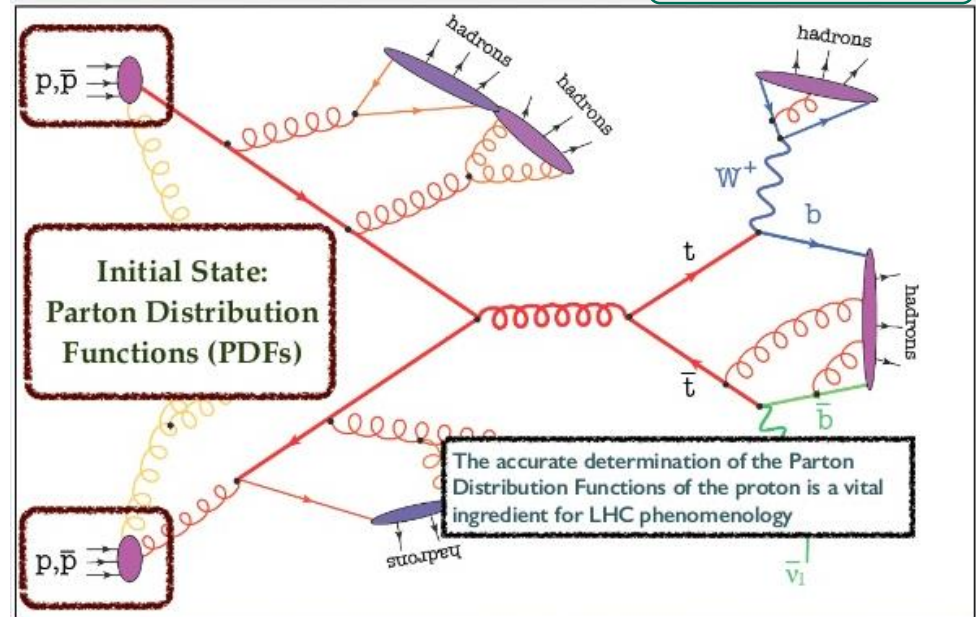 p,p̄
hadrons
hadrons
hadrons
W⁺
b
t
Initial State:
Parton Distribution
Functions (PDFs)
hadrons
t̄
b̄
The accurate determination of the Parton
Distribution Functions of the proton is a vital
ingredient for LHC phenomenology
p,p̄
hadrons
ν̄ₗ